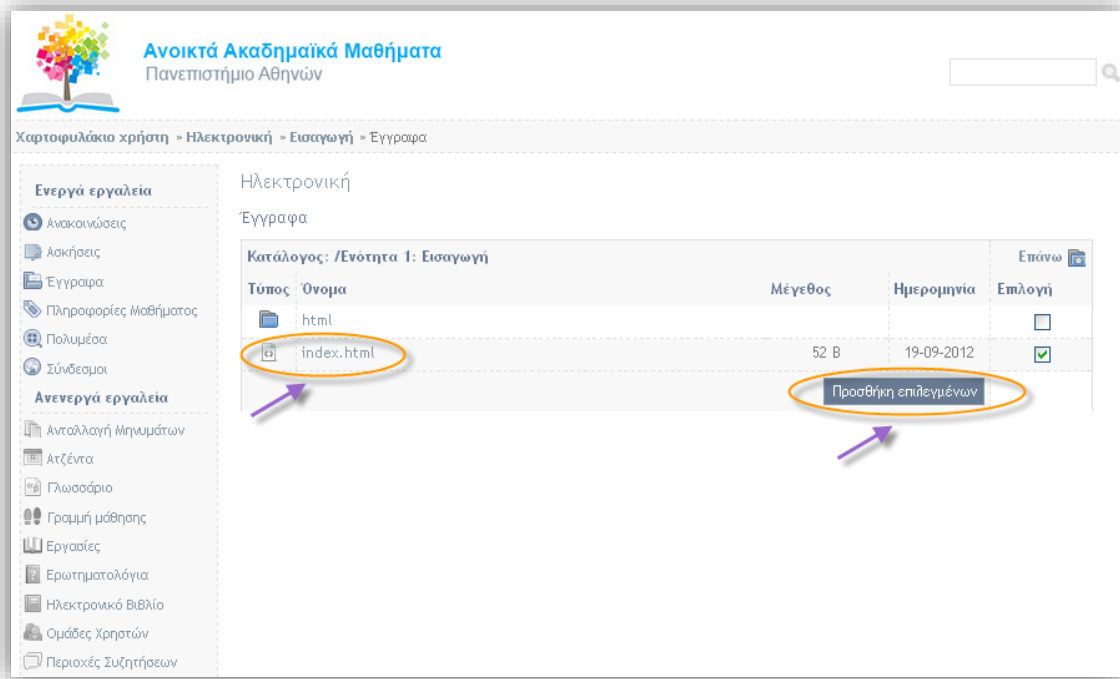 Ανοικτά Ακαδημαϊκά Μαθήματα
Πανεπιστήμιο Αθηνών
Χαρτοφυλάκιο χρήστη » Ηλεκτρονική » Εισαγωγή » Έγγραφα
Ενεργά εργαλεία
Ανακοινώσεις
Ασκήσεις
Έγγραφα
Πληροφορίες Μαθήματος
Πολυμέσα
Σύνδεσμοι
Ανενεργά εργαλεία
Ανταλλαγή Μηνυμάτων
Ατζέντα
Γλωσσάριο
Γραμμή μάθησης
Εργασίες
Ερωτηματολόγια
Ηλεκτρονικό Βιβλίο
Ομάδες Χρηστών
Περιοχές Συζητήσεων
Ηλεκτρονική
Έγγραφα
Κατάλογος: /Ενότητα 1: Εισαγωγή Επάνω
Τύπος Όνομα Μέγεθος Ημερομηνία Επιλογή
html
index.html 52 B 19-09-2012
Προσθήκη επιλεγμένων